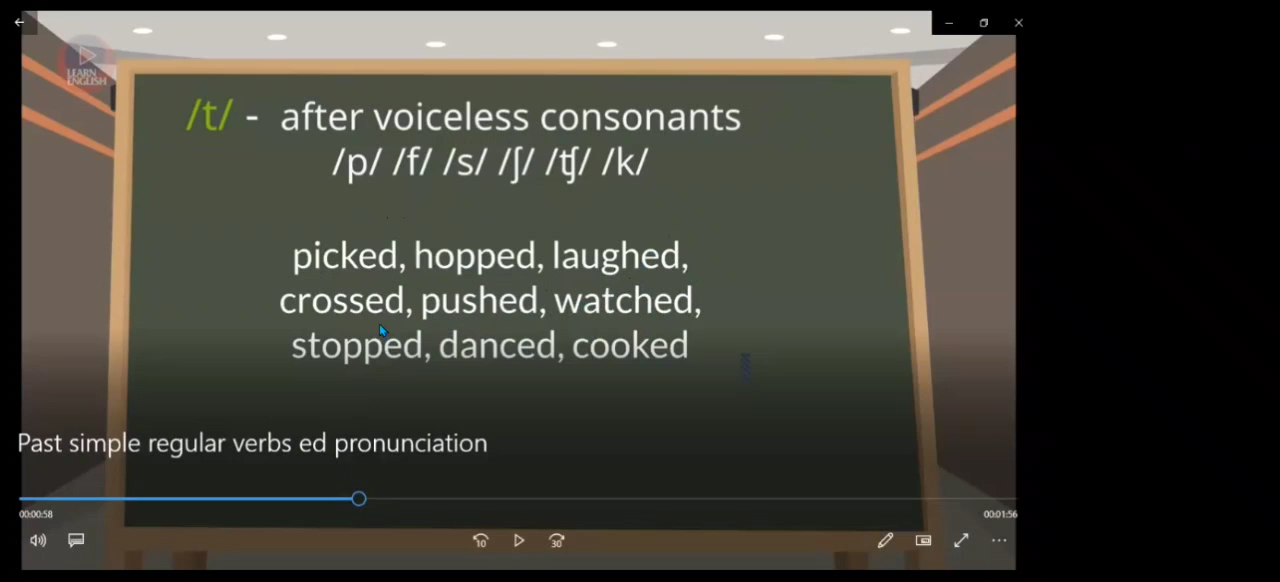 LEARN
ENGLISH
/t/ - after voiceless consonants
/p/ /f/ /s/ /ʃ/ /ʧ/ /k/
picked, hopped, laughed,
crossed, pushed, watched,
stopped, danced, cooked
Past simple regular verbs ed pronunciation
00:00:58
00:01:56
10
30